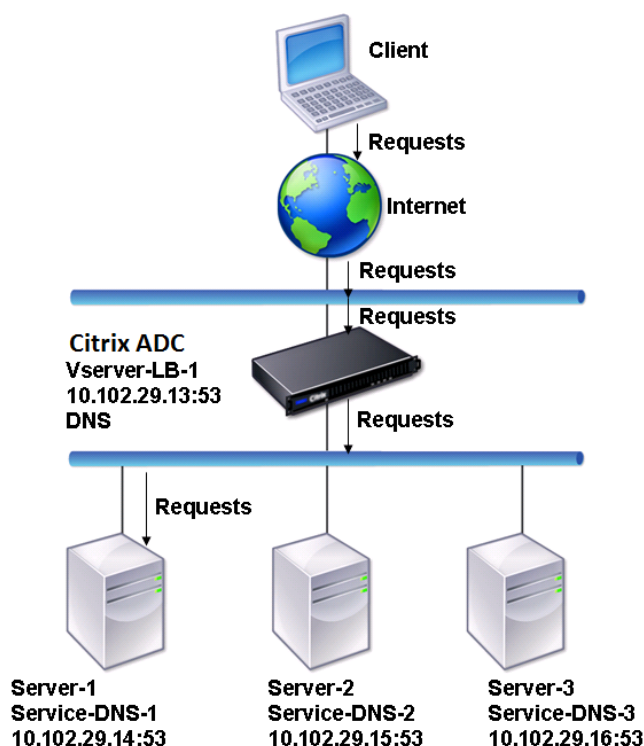 Client
Requests
Internet
Requests
Requests
Citrix ADC
Vserver-LB-1
10.102.29.13:53
DNS
Citrix
Requests
Requests
Server-1
Service-DNS-1
10.102.29.14:53
Server-2
Service-DNS-2
10.102.29.15:53
Server-3
Service-DNS-3
10.102.29.16:53